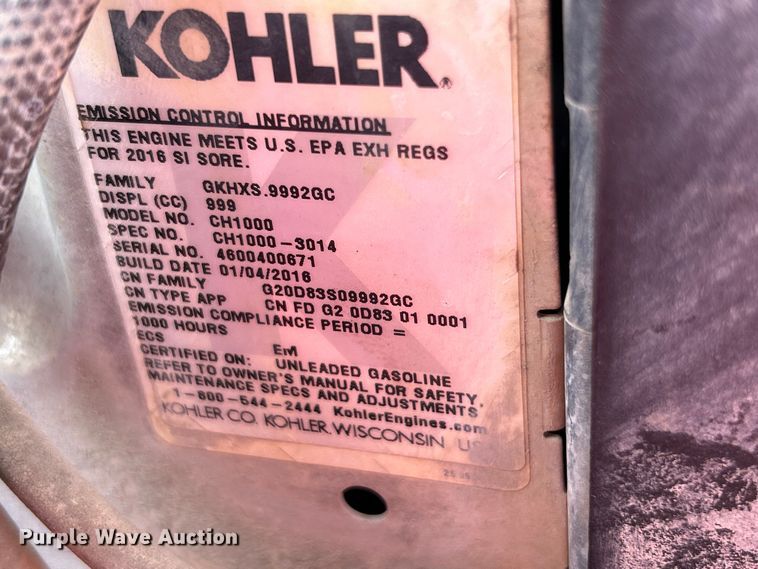 KOHLER®
EMISSION CONTROL INFORMATION
THIS ENGINE MEETS U.S. EPA EXH REGS
FOR 2016 SI SORE.
FAMILY GKHXS.9992GC
DISPL (CC) 999
MODEL NO. CH1000
SPEC NO. CH1000-3014
SERIAL NO. 4600400671
BUILD DATE 01/04/2016
CN FAMILY G20D83S09992GC
CN TYPE APP CN FD G2 0D83 01 0001
EMISSION COMPLIANCE PERIOD =
1000 HOURS
ECS EM
CERTIFIED ON: UNLEADED GASOLINE
REFER TO OWNER'S MANUAL FOR SAFETY,
MAINTENANCE SPECS AND ADJUSTMENTS
1-800-544-2444 KohlerEngines.com
KOHLER CO. KOHLER, WISCONSIN
Purple Wave Auction